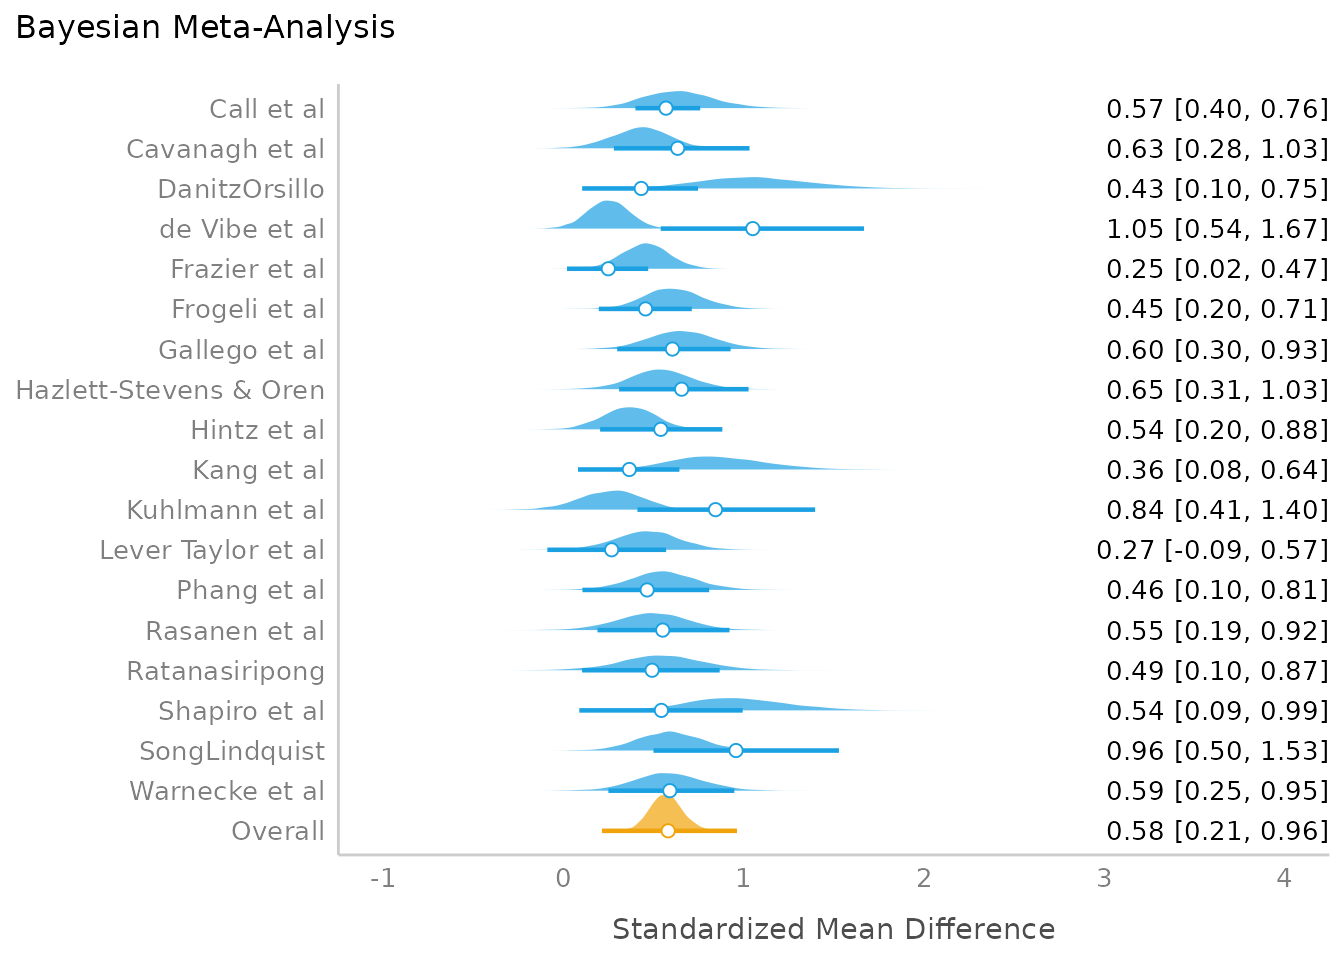 Bayesian Meta-Analysis
Call et al 0.57 [0.40, 0.76]
Cavanagh et al 0.63 [0.28, 1.03]
DanitzOrsillo 0.43 [0.10, 0.75]
de Vibe et al 1.05 [0.54, 1.67]
Frazier et al 0.25 [0.02, 0.47]
Frogeli et al 0.45 [0.20, 0.71]
Gallego et al 0.60 [0.30, 0.93]
Hazlett-Stevens & Oren 0.65 [0.31, 1.03]
Hintz et al 0.54 [0.20, 0.88]
Kang et al 0.36 [0.08, 0.64]
Kuhlmann et al 0.84 [0.41, 1.40]
Lever Taylor et al 0.27 [-0.09, 0.57]
Phang et al 0.46 [0.10, 0.81]
Rasanen et al 0.55 [0.19, 0.92]
Ratanasiripong 0.49 [0.10, 0.87]
Shapiro et al 0.54 [0.09, 0.99]
SongLindquist 0.96 [0.50, 1.53]
Warnecke et al 0.59 [0.25, 0.95]
Overall 0.58 [0.21, 0.96]
-1 0 1 2 3 4
Standardized Mean Difference